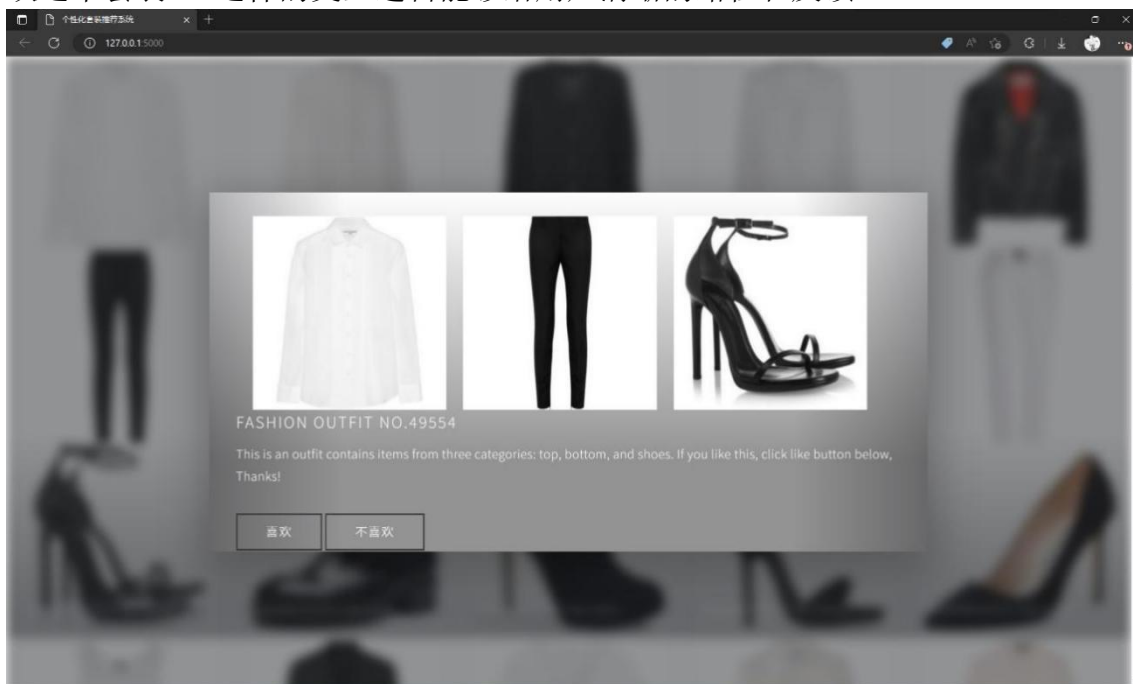 个性化套装推荐系统
127.0.0.1:5000
FASHION OUTFIT NO.49554
This is an outfit contains items from three categories: top, bottom, and shoes. If you like this, click like button below,
Thanks!
喜欢 不喜欢